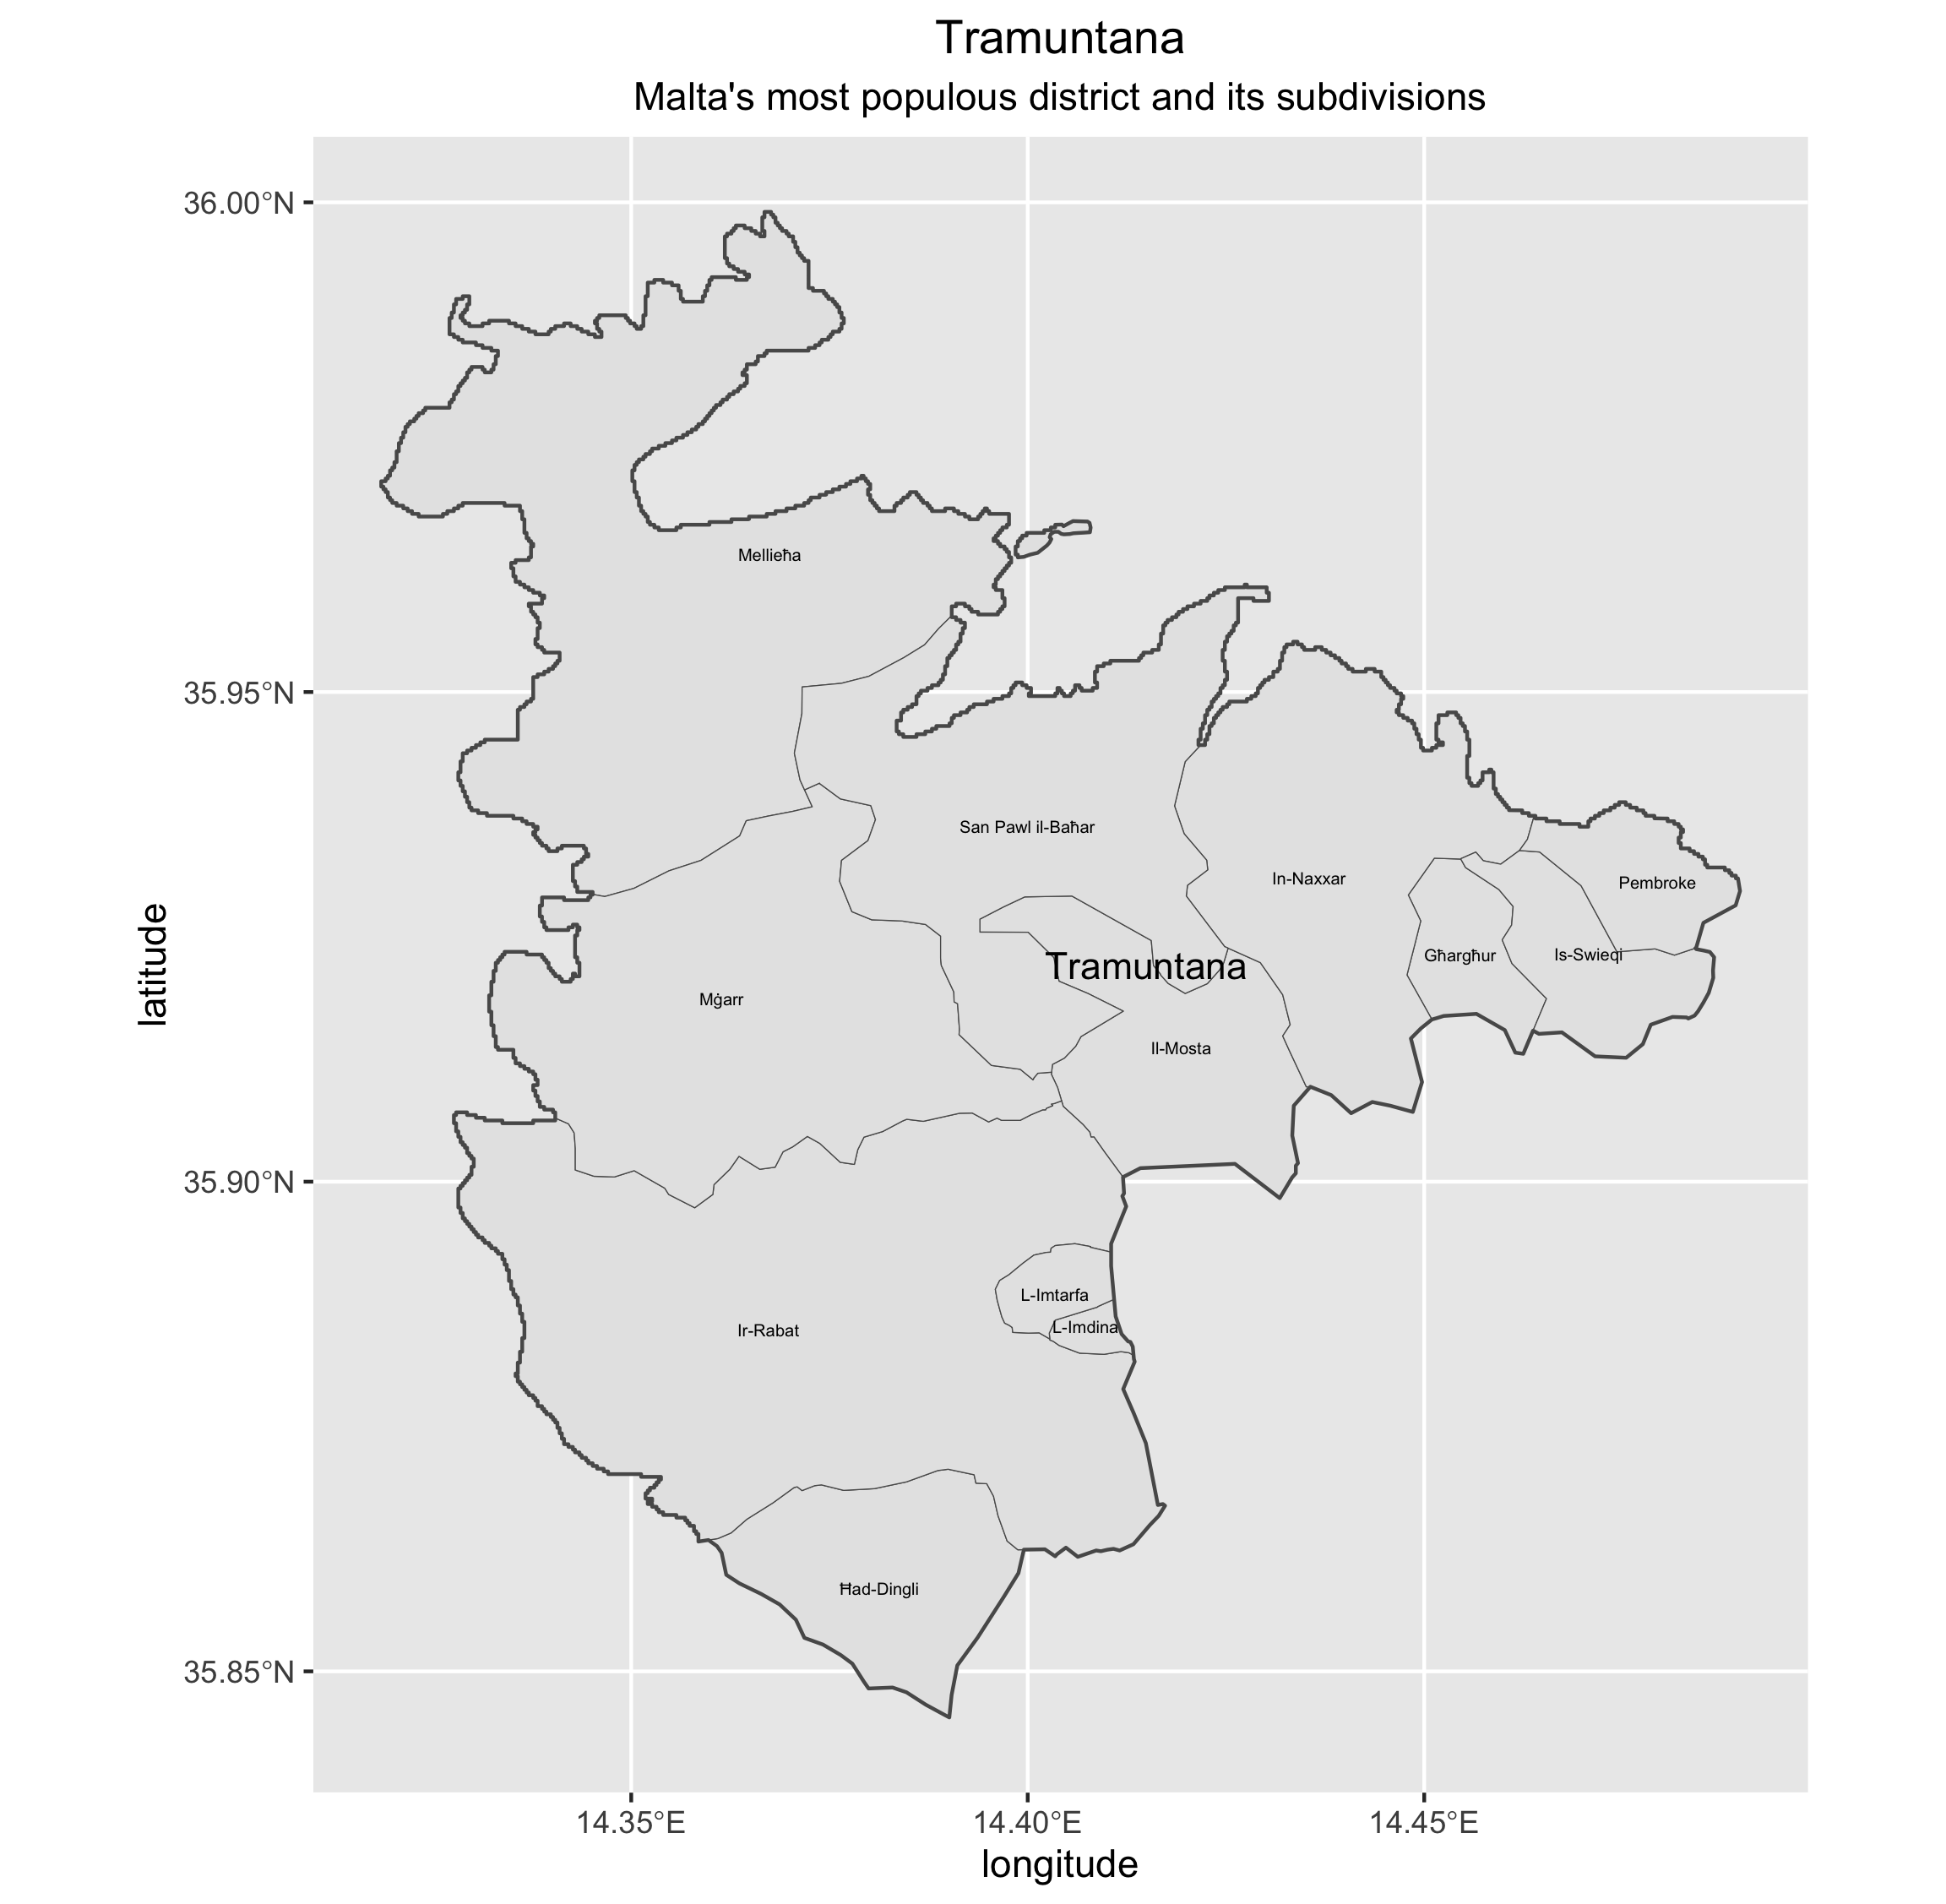 Tramuntana
Malta's most populous district and its subdivisions
36.00°N
35.95°N
35.90°N
35.85°N
latitude
Mellieħa
San Pawl il-Baħar
In-Naxxar
Pembroke
Għargħur
Is-Swieqi
Tramuntana
Mġarr
Il-Mosta
L-Imtarfa
L-Imdina
Ir-Rabat
Ħad-Dingli
14.35°E
14.40°E
14.45°E
longitude